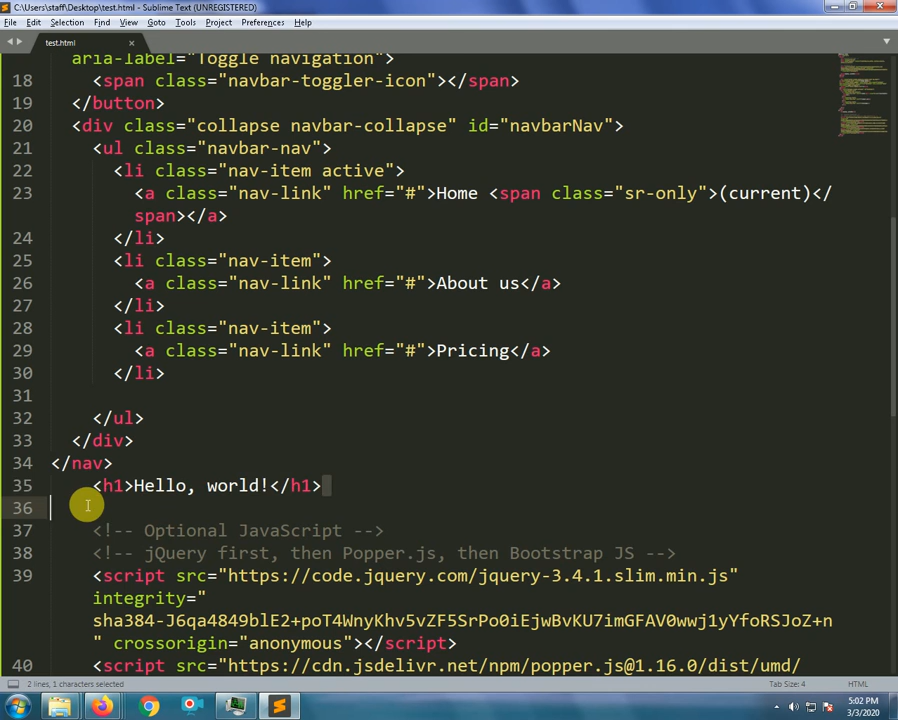 C:\Users\staff\Desktop\test.html - Sublime Text (UNREGISTERED)
File Edit Selection Find View Goto Tools Project Preferences Help
test.html
aria-label="Toggle navigation">
18 <span class="navbar-toggler-icon"></span>
19 </button>
20 <div class="collapse navbar-collapse" id="navbarNav">
21 <ul class="navbar-nav">
22 <li class="nav-item active">
23 <a class="nav-link" href="#">Home <span class="sr-only">(current)</
span></a>
24 </li>
25 <li class="nav-item">
26 <a class="nav-link" href="#">About us</a>
27 </li>
28 <li class="nav-item">
29 <a class="nav-link" href="#">Pricing</a>
30 </li>
31
32 </ul>
33 </div>
34 </nav>
35 <h1>Hello, world!</h1>
36
37 <!-- Optional JavaScript -->
38 <!-- jQuery first, then Popper.js, then Bootstrap JS -->
39 <script src="https://code.jquery.com/jquery-3.4.1.slim.min.js"
integrity="
sha384-J6qa4849blE2+poT4WnyKhv5vZF5SrPo0iEjwBvKU7imGFAV0wwj1yYfoRSJoZ+n
" crossorigin="anonymous"></script>
40 <script src="https://cdn.jsdelivr.net/npm/popper.js@1.16.0/dist/umd/
2 lines, 1 characters selected
Tab Size: 4
HTML
5:02 PM
3/3/2020